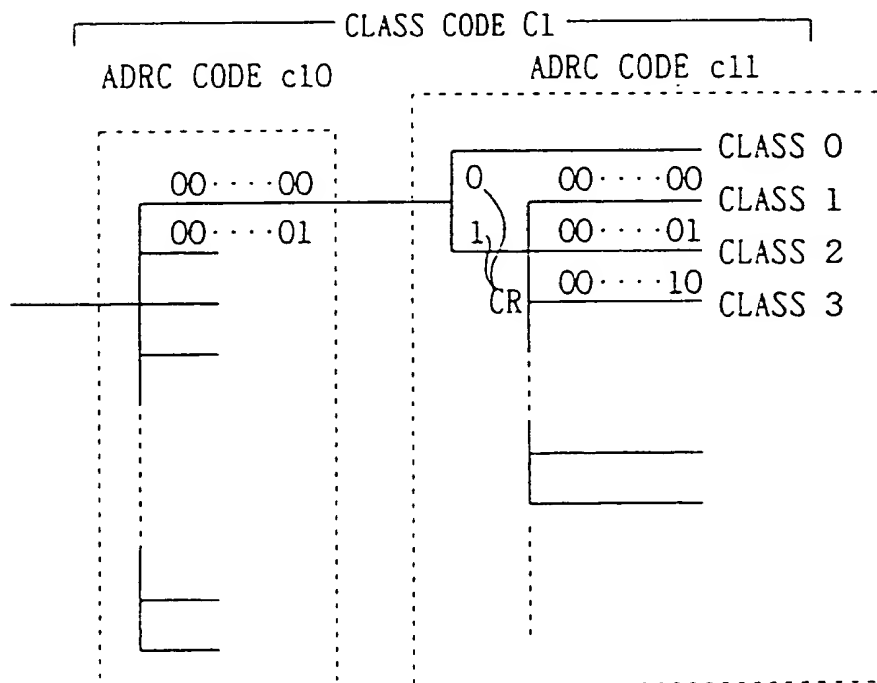 CLASS CODE C1
ADRC CODE c10
ADRC CODE c11
00····00
00····01
0
1
CR
00····00
00····01
00····10
CLASS 0
CLASS 1
CLASS 2
CLASS 3